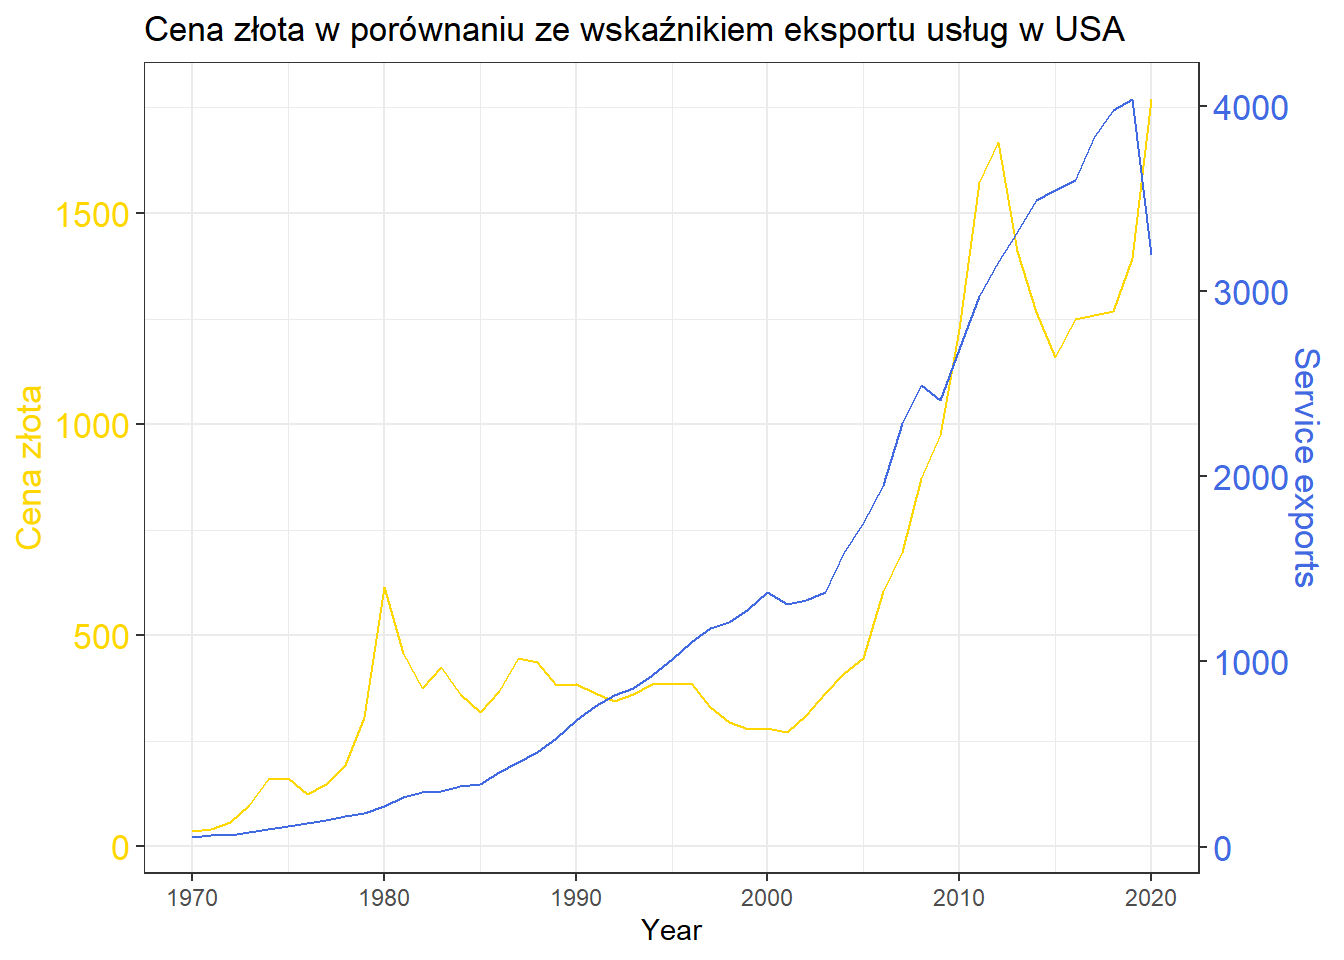 Cena złota w porównaniu ze wskaźnikiem eksportu usług w USA
1500
1000
500
0
Cena złota
4000
3000
2000
1000
0
Service exports
1970 1980 1990 2000 2010 2020
Year